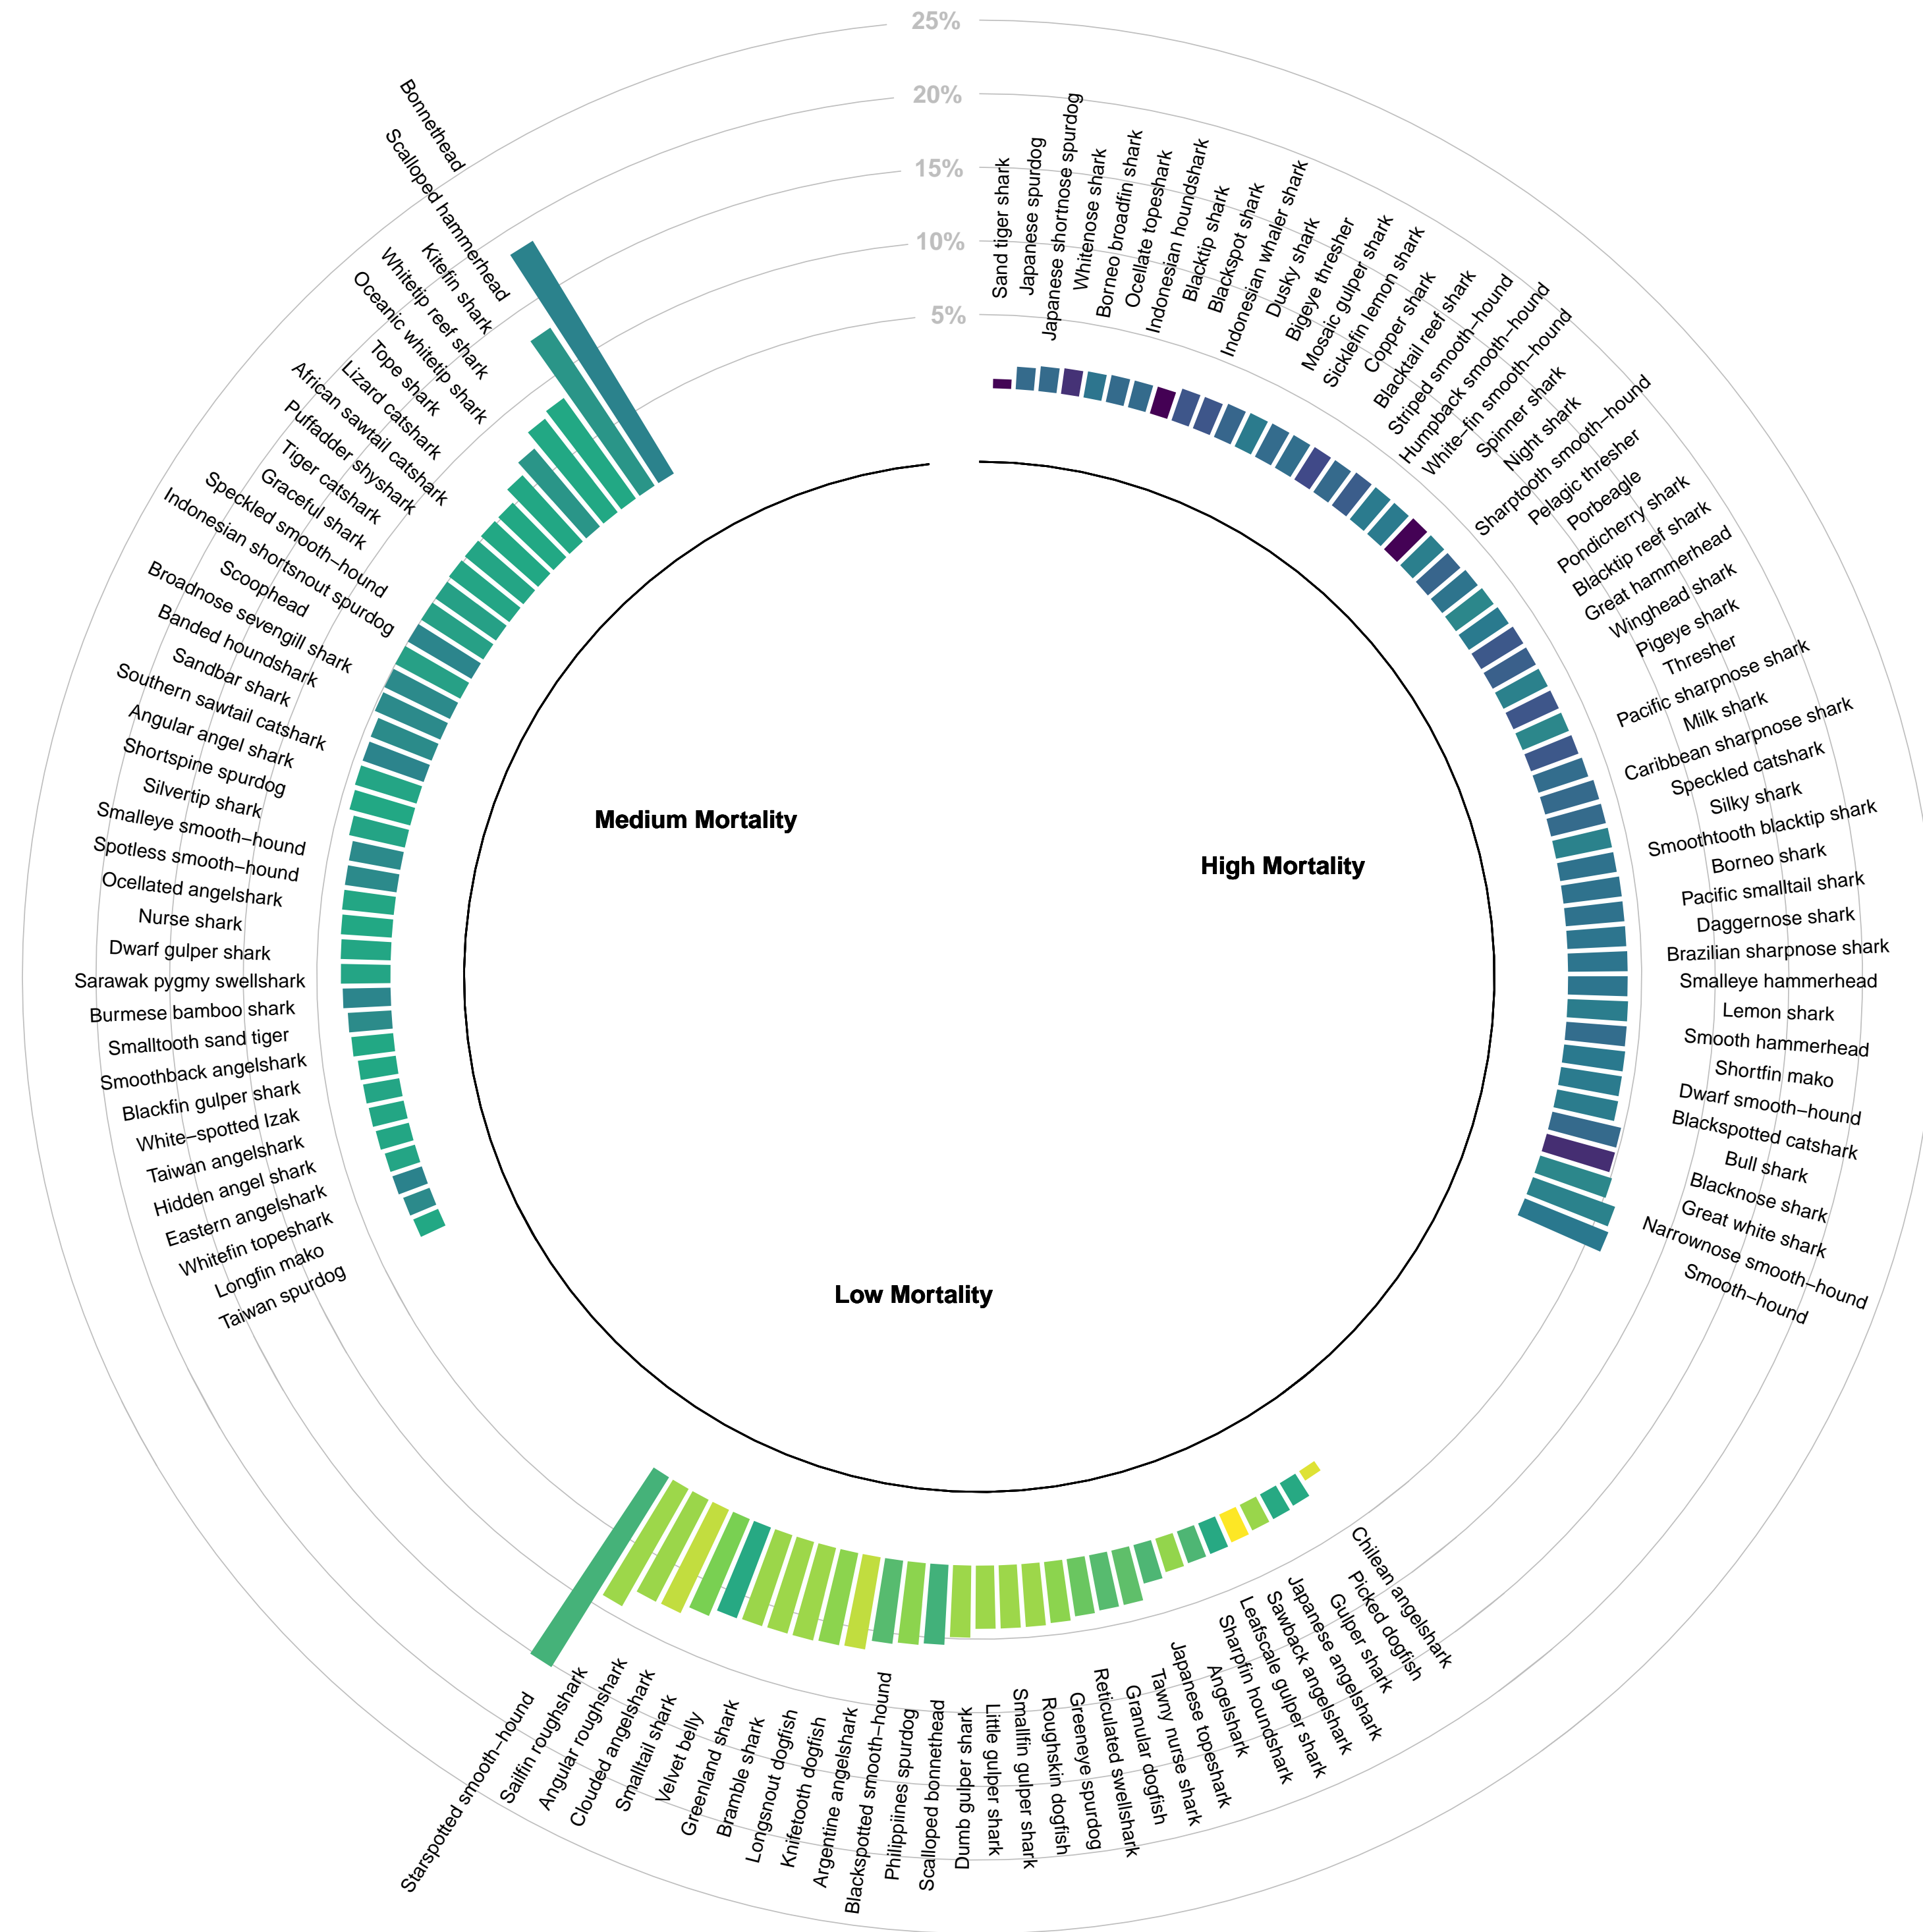 25%
20%
15%
10%
5%
Sand tiger shark
Japanese spurdog
Japanese shortnose spurdog
Whitenose shark
Borneo broadfin shark
Ocellate topeshark
Indonesian houndshark
Blacktip shark
Blackspot shark
Indonesian whaler shark
Dusky shark
Bigeye thresher
Mosaic gulper shark
Sicklefin lemon shark
Copper shark
Blacktail reef shark
Striped smooth−hound
Humpback smooth−hound
White−fin smooth−hound
Spinner shark
Night shark
Sharptooth smooth−hound
Pelagic thresher
Porbeagle
Pondicherry shark
Blacktip reef shark
Great hammerhead
Winghead shark
Pigeye shark
Thresher
Pacific sharpnose shark
Milk shark
Caribbean sharpnose shark
Speckled catshark
Silky shark
Smoothtooth blacktip shark
Borneo shark
Pacific smalltail shark
Daggernose shark
Brazilian sharpnose shark
Smalleye hammerhead
Lemon shark
Smooth hammerhead
Shortfin mako
Dwarf smooth−hound
Blackspotted catshark
Bull shark
Blacknose shark
Great white shark
Narrownose smooth−hound
Smooth−hound
Chilean angelshark
Picked dogfish
Gulper shark
Japanese angelshark
Sawback angelshark
Leafscale gulper shark
Sharpfin houndshark
Angelshark
Japanese topeshark
Tawny nurse shark
Granular dogfish
Reticulated swellshark
Greeneye spurdog
Roughskin dogfish
Smallfin gulper shark
Little gulper shark
Dumb gulper shark
Scalloped bonnethead
Philippiines spurdog
Blackspotted smooth−hound
Argentine angelshark
Knifetooth dogfish
Longsnout dogfish
Bramble shark
Greenland shark
Velvet belly
Smalltail shark
Clouded angelshark
Angular roughshark
Sailfin roughshark
Starspotted smooth−hound
Taiwan spurdog
Longfin mako
Whitefin topeshark
Eastern angelshark
Hidden angel shark
Taiwan angelshark
White−spotted Izak
Blackfin gulper shark
Smoothback angelshark
Smalltooth sand tiger
Burmese bamboo shark
Sarawak pygmy swellshark
Dwarf gulper shark
Nurse shark
Ocellated angelshark
Spotless smooth−hound
Smalleye smooth−hound
Silvertip shark
Shortspine spurdog
Angular angel shark
Southern sawtail catshark
Sandbar shark
Banded houndshark
Broadnose sevengill shark
Scoophead
Indonesian shortsnout spurdog
Speckled smooth−hound
Graceful shark
Tiger catshark
Puffadder shyshark
African sawtail catshark
Lizard catshark
Tope shark
Oceanic whitetip shark
Whitetip reef shark
Kitefin shark
Scalloped hammerhead
Bonnethead
Medium Mortality
High Mortality
Low Mortality